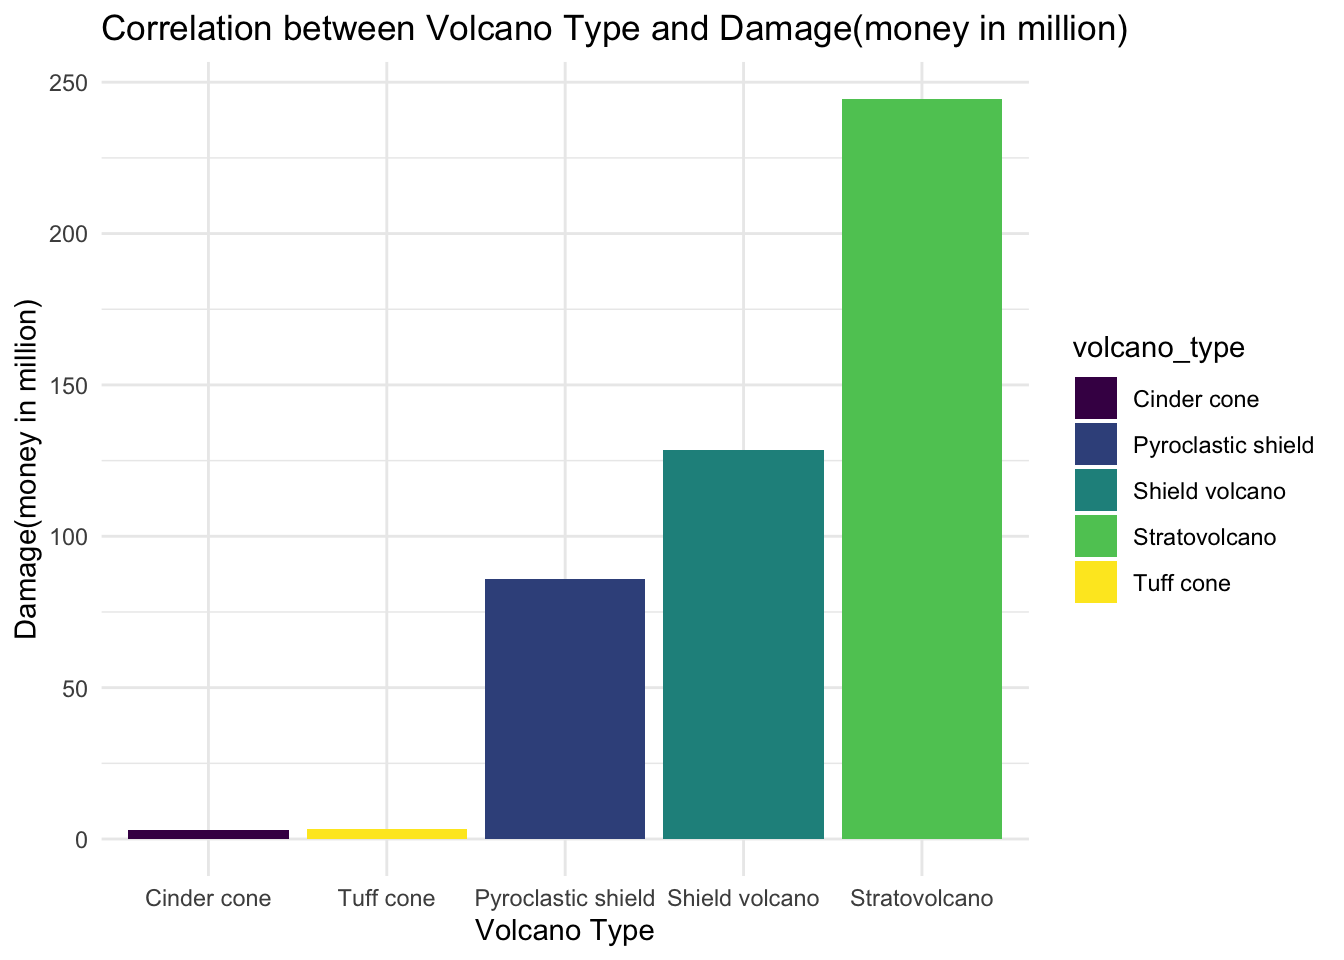 Correlation between Volcano Type and Damage(money in million)
250
200
150
100
50
0
Damage(money in million)
Cinder cone
Tuff cone
Pyroclastic shield
Shield volcano
Stratovolcano
Volcano Type
volcano_type
Cinder cone
Pyroclastic shield
Shield volcano
Stratovolcano
Tuff cone